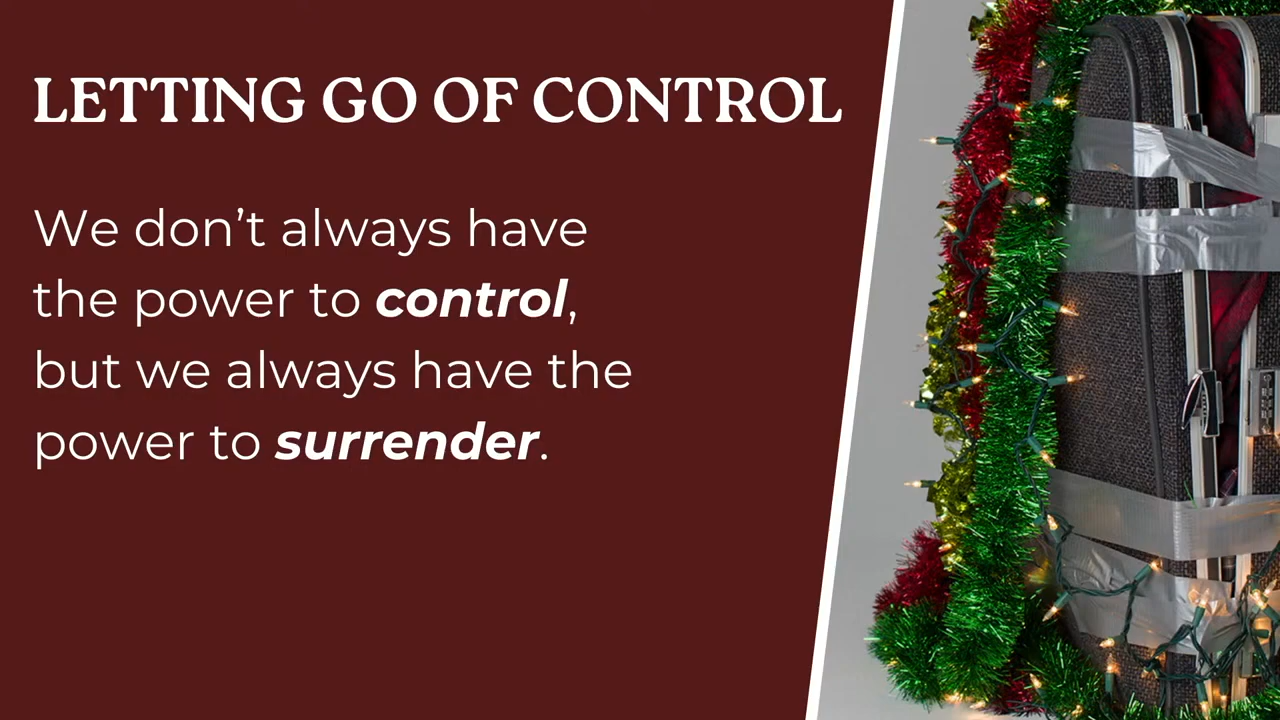 LETTING GO OF CONTROL
We don’t always have
the power to control,
but we always have the
power to surrender.